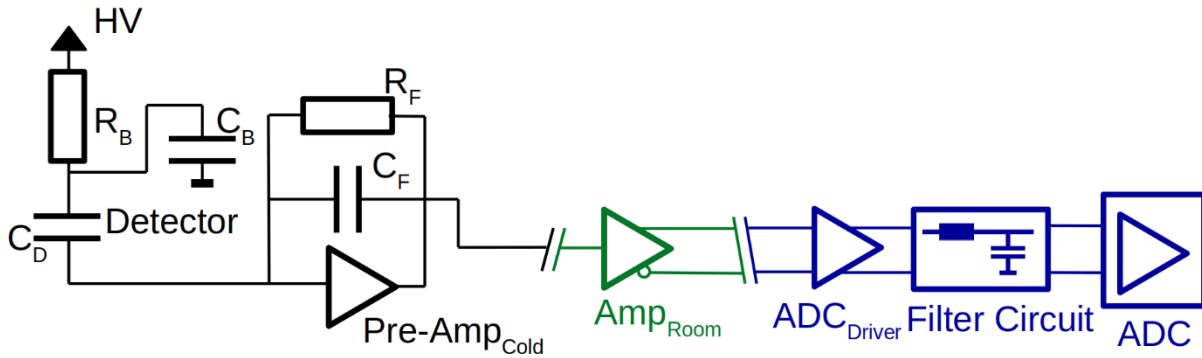 HV
R_B
C_B
R_F
C_F
C_D
Detector
Pre-Amp_Cold
Amp_Room
ADC_Driver
Filter Circuit
ADC